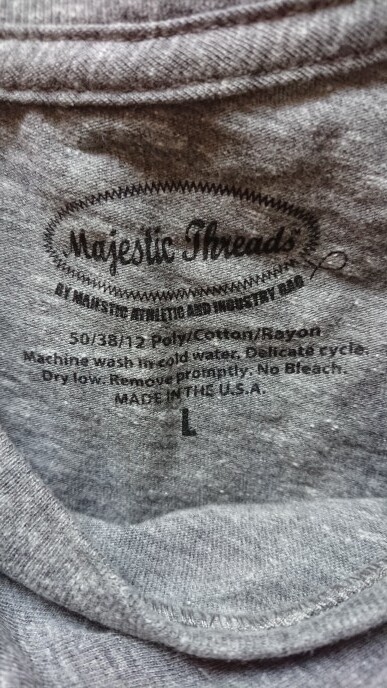 Majestic Threads
BY MAJESTIC ATHLETIC AND INDUSTRY RAG
50/38/12 Poly/Cotton/Rayon
Machine wash in cold water. Delicate cycle.
Dry low. Remove promptly. No Bleach.
MADE IN THE U.S.A.
L